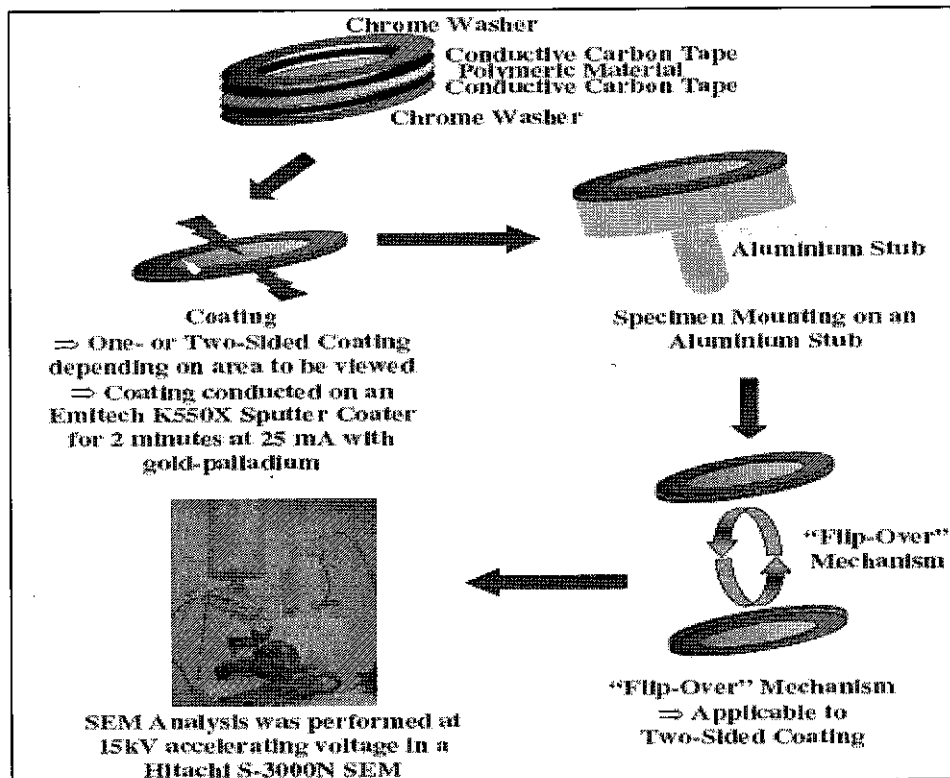 Chrome Washer
Conductive Carbon Tape
Polymeric Material
Conductive Carbon Tape
Chrome Washer
Coating
⇒ One- or Two-Sided Coating
depending on area to be viewed
⇒ Coating conducted on an
Emitech K550X Sputter Coater
for 2 minutes at 25 mA with
gold-palladium
Aluminium Stub
Specimen Mounting on an
Aluminium Stub
“Flip-Over”
Mechanism
“Flip-Over” Mechanism
⇒ Applicable to
Two-Sided Coating
SEM Analysis was performed at
15kV accelerating voltage in a
Hitachi S-3000N SEM